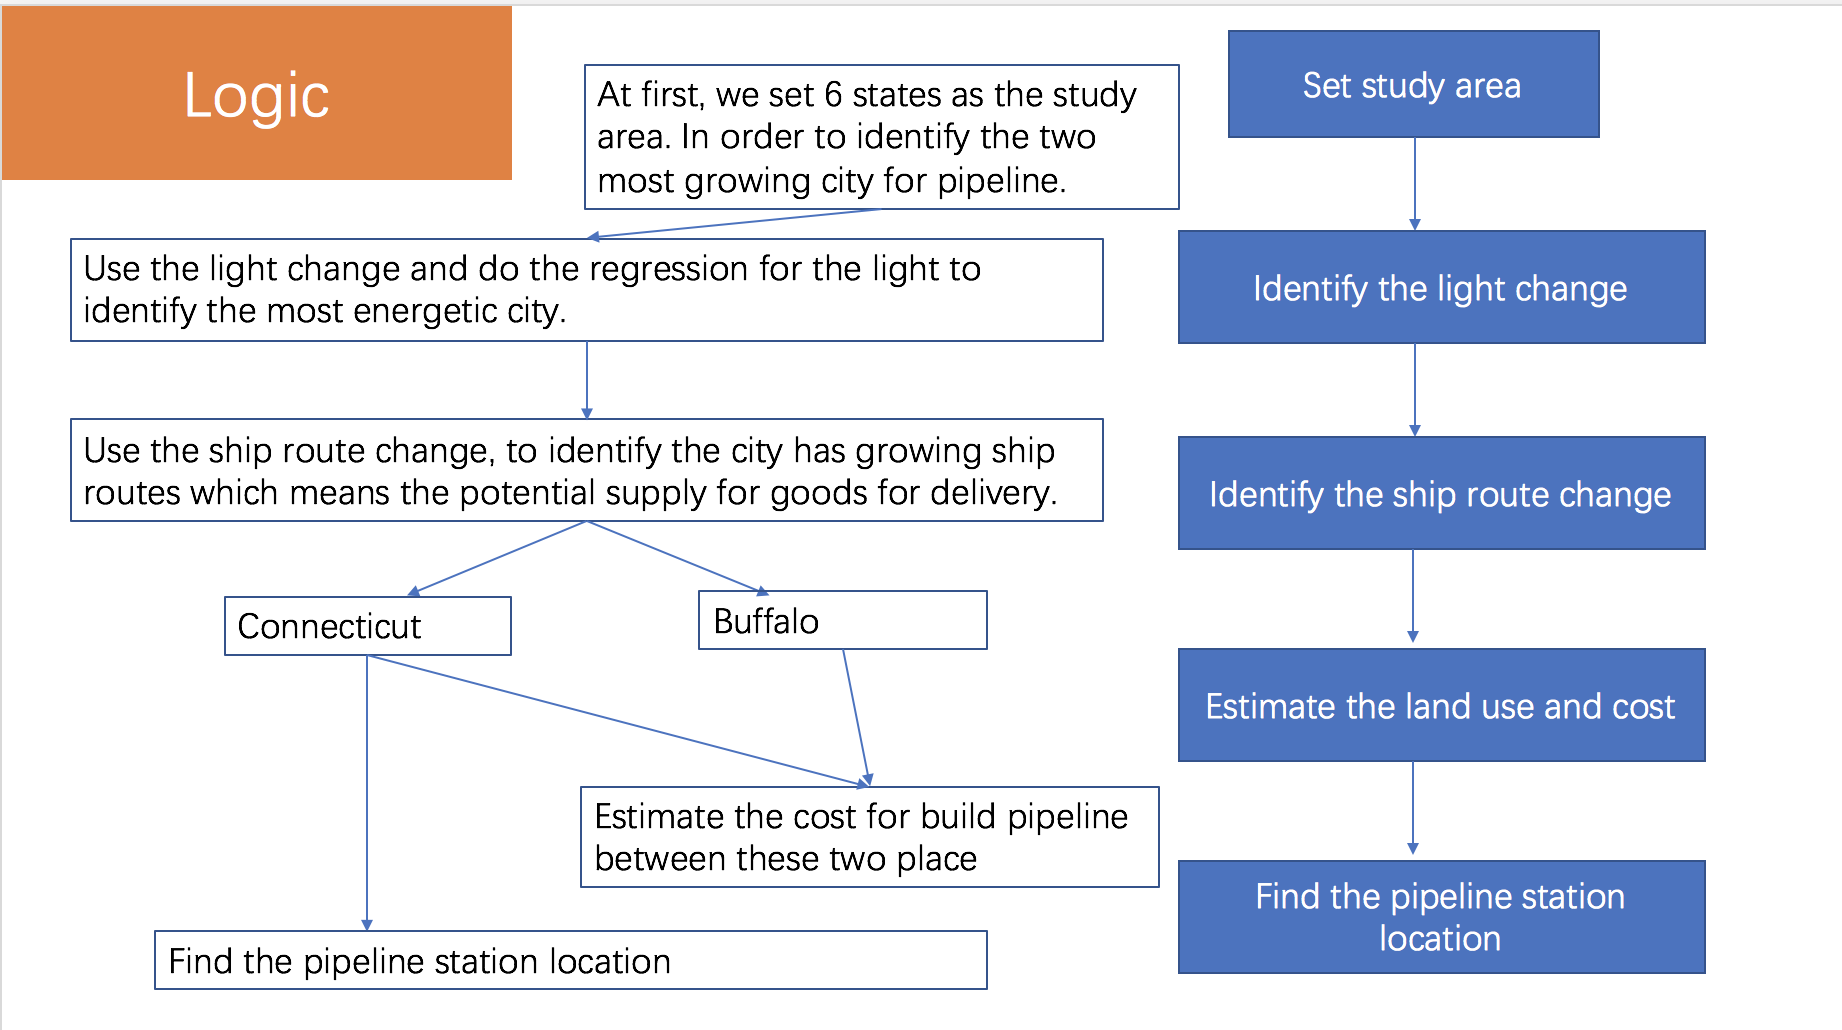 Logic
At first, we set 6 states as the study
area. In order to identify the two
most growing city for pipeline.
Use the light change and do the regression for the light to
identify the most energetic city.
Use the ship route change, to identify the city has growing ship
routes which means the potential supply for goods for delivery.
Connecticut
Buffalo
Estimate the cost for build pipeline
between these two place
Find the pipeline station location
Set study area
Identify the light change
Identify the ship route change
Estimate the land use and cost
Find the pipeline station
location